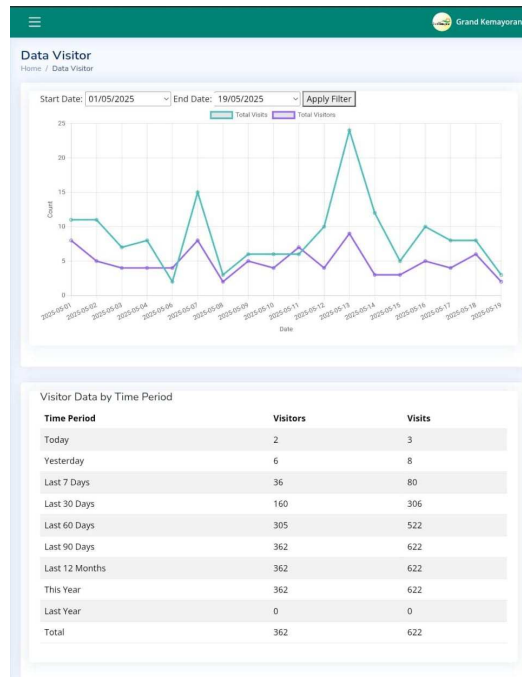 Grand Kemayoran
Data Visitor
Home / Data Visitor
Start Date: 01/05/2025 End Date: 19/05/2025 Apply Filter
Total Visits Total Visitors
25
20
15
10
5
0
Count
2025-05-01 2025-05-02 2025-05-03 2025-05-04 2025-05-06 2025-05-07 2025-05-08 2025-05-09 2025-05-10 2025-05-11 2025-05-12 2025-05-13 2025-05-14 2025-05-15 2025-05-16 2025-05-17 2025-05-18 2025-05-19
Date
Visitor Data by Time Period
Time Period Visitors Visits
Today 2 3
Yesterday 6 8
Last 7 Days 36 80
Last 30 Days 160 306
Last 60 Days 305 522
Last 90 Days 362 622
Last 12 Months 362 622
This Year 362 622
Last Year 0 0
Total 362 622